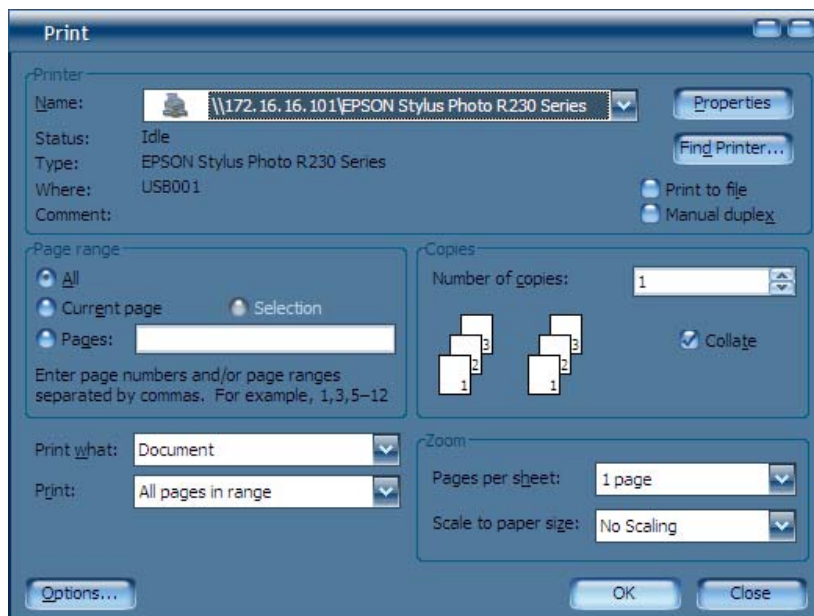 Print
Printer
Name: \\172.16.16.101\EPSON Stylus Photo R230 Series
Properties
Status: Idle
Find Printer...
Type: EPSON Stylus Photo R230 Series
Where: USB001
Print to file
Comment:
Manual duplex
Page range
All
Current page Selection
Pages:
Enter page numbers and/or page ranges
separated by commas. For example, 1,3,5–12
Copies
Number of copies: 1
3 3
2 2
1 1
Collate
Print what: Document
Print: All pages in range
Zoom
Pages per sheet: 1 page
Scale to paper size: No Scaling
Options... OK Close